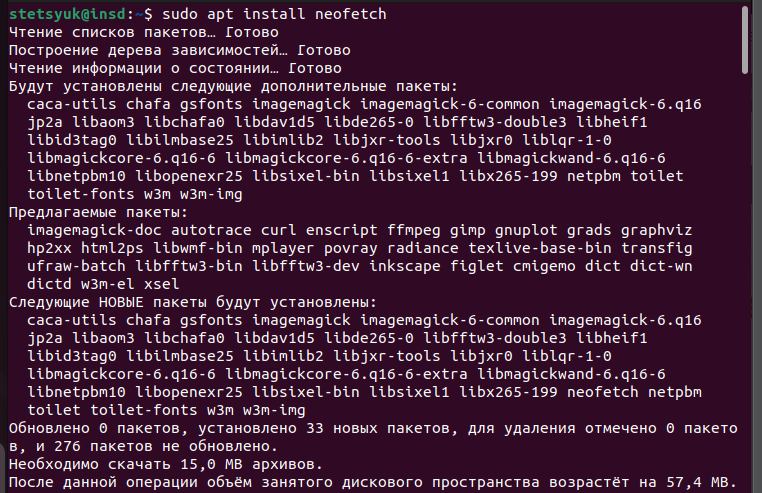 stetsyuk@insd:~$ sudo apt install neofetch
Чтение списков пакетов… Готово
Построение дерева зависимостей… Готово
Чтение информации о состоянии… Готово
Будут установлены следующие дополнительные пакеты:
caca-utils chafa gsfonts imagemagick imagemagick-6-common imagemagick-6.q16
jp2a libaom3 libchafa0 libdav1d5 libde265-0 libfftw3-double3 libheif1
libid3tag0 libilmbase25 libimlib2 libjxr-tools libjxr0 liblqr-1-0
libmagickcore-6.q16-6 libmagickcore-6.q16-6-extra libmagickwand-6.q16-6
libnetpbm10 libopenexr25 libsixel-bin libsixel1 libx265-199 netpbm toilet
toilet-fonts w3m w3m-img
Предлагаемые пакеты:
imagemagick-doc autotrace curl enscript ffmpeg gimp gnuplot grads graphviz
hp2xx html2ps libwmf-bin mplayer povray radiance texlive-base-bin transfig
ufraw-batch libfftw3-bin libfftw3-dev inkscape figlet cmigemo dict dict-wn
dictd w3m-el xsel
Следующие НОВЫЕ пакеты будут установлены:
caca-utils chafa gsfonts imagemagick imagemagick-6-common imagemagick-6.q16
jp2a libaom3 libchafa0 libdav1d5 libde265-0 libfftw3-double3 libheif1
libid3tag0 libilmbase25 libimlib2 libjxr-tools libjxr0 liblqr-1-0
libmagickcore-6.q16-6 libmagickcore-6.q16-6-extra libmagickwand-6.q16-6
libnetpbm10 libopenexr25 libsixel-bin libsixel1 libx265-199 neofetch netpbm
toilet toilet-fonts w3m w3m-img
Обновлено 0 пакетов, установлено 33 новых пакетов, для удаления отмечено 0 пакето
в, и 276 пакетов не обновлено.
Необходимо скачать 15,0 MB архивов.
После данной операции объём занятого дискового пространства возрастёт на 57,4 MB.